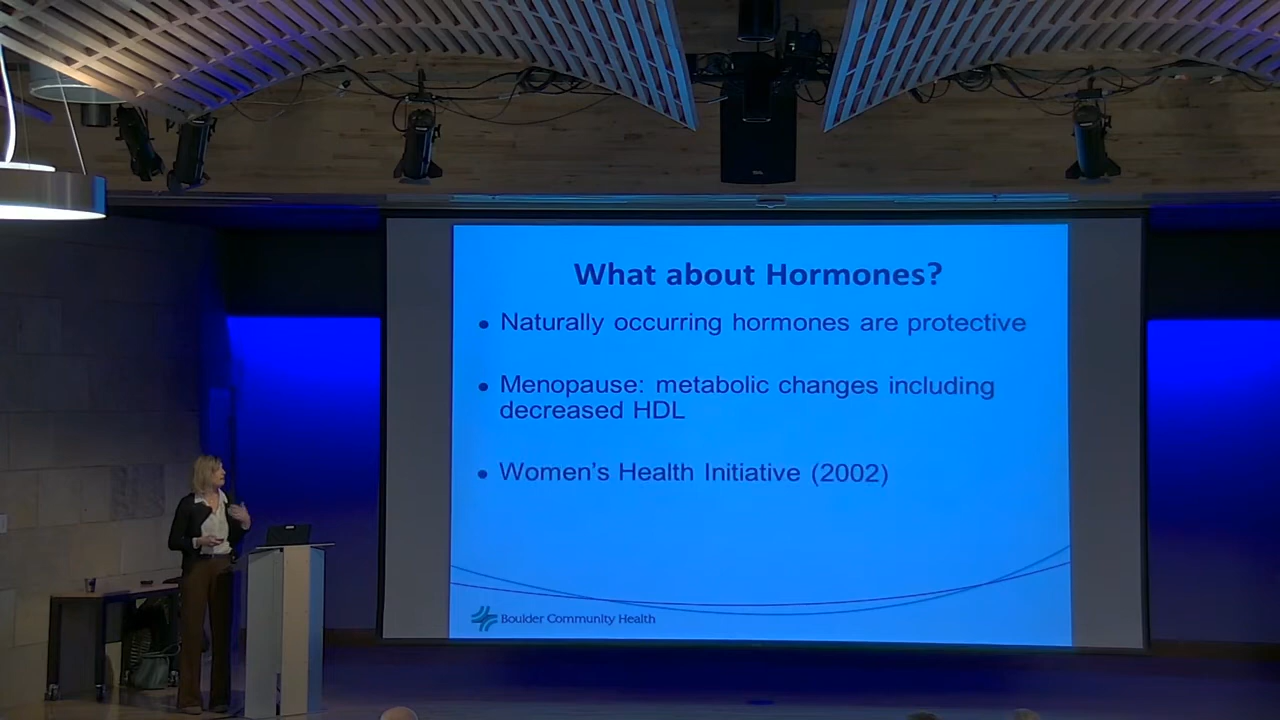 What about Hormones?
• Naturally occurring hormones are protective
• Menopause: metabolic changes including
decreased HDL
• Women's Health Initiative (2002)
Boulder Community Health